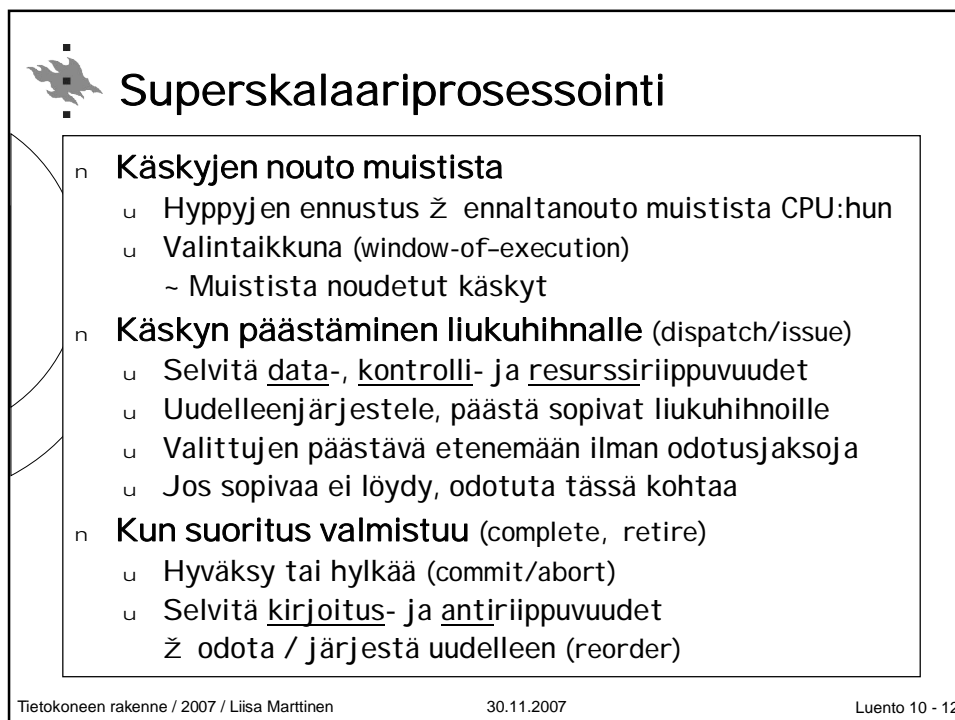 Superskalaariprosessointi
n Käskyjen nouto muistista
u Hyppyjen ennustus Ž ennaltanouto muistista CPU:hun
u Valintaikkuna (window-of–execution)
~ Muistista noudetut käskyt
n Käskyn päästäminen liukuhihnalle (dispatch/issue)
u Selvitä data-, kontrolli- ja resurssiriippuvuudet
u Uudelleenjärjestele, päästä sopivat liukuhihnoille
u Valittujen päästävä etenemään ilman odotusjaksoja
u Jos sopivaa ei löydy, odotuta tässä kohtaa
n Kun suoritus valmistuu (complete, retire)
u Hyväksy tai hylkää (commit/abort)
u Selvitä kirjoitus- ja antiriippuvuudet
Ž odota / järjestä uudelleen (reorder)
Tietokoneen rakenne / 2007 / Liisa Marttinen 30.11.2007 Luento 10 - 12